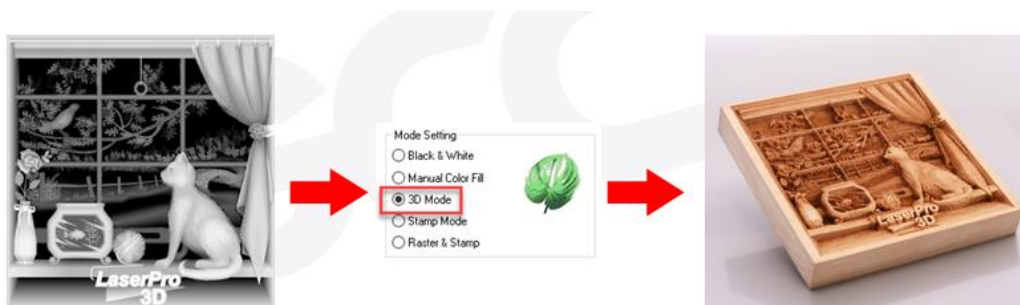 LaserPro
3D
Mode Setting
Black & White
Manual Color Fill
3D Mode
Stamp Mode
Raster & Stamp
LaserPro
3D